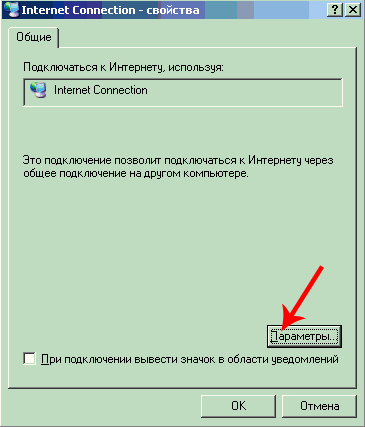 Internet Connection - свойства
Общие
Подключаться к Интернету, используя:
Internet Connection
Это подключение позволит подключаться к Интернету через
общее подключение на другом компьютере.
Параметры...
При подключении вывести значок в области уведомлений
OK
Отмена